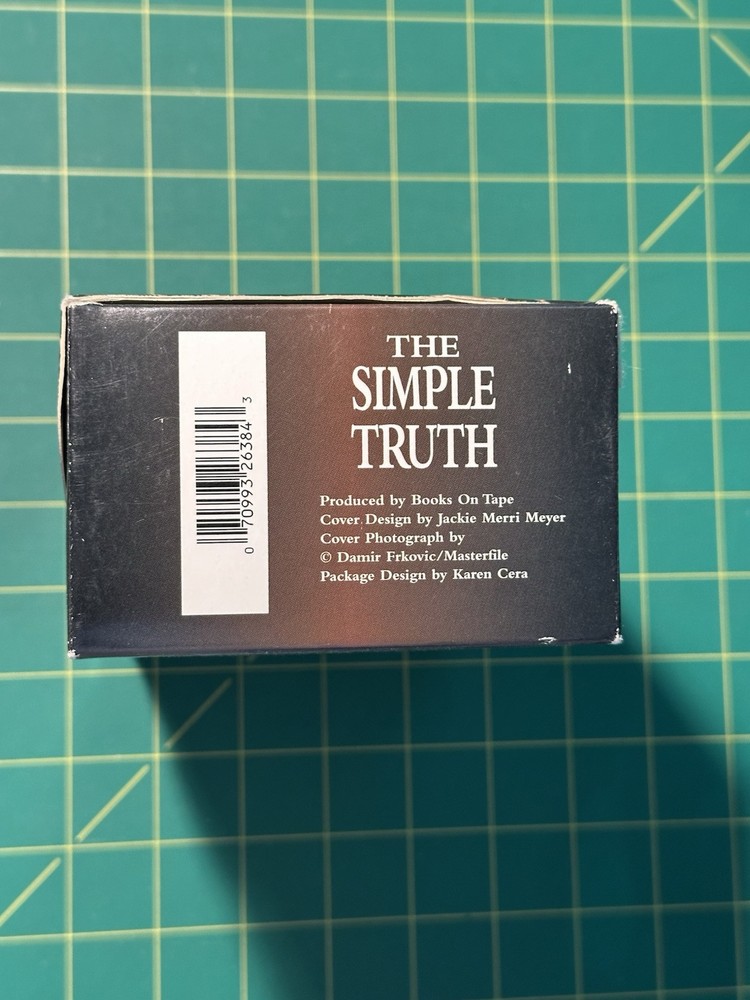 THE
SIMPLE
TRUTH
Produced by Books On Tape
Cover Design by Jackie Merri Meyer
Cover Photograph by
© Damir Frkovic/Masterfile
Package Design by Karen Cera
0 70993 26384 3